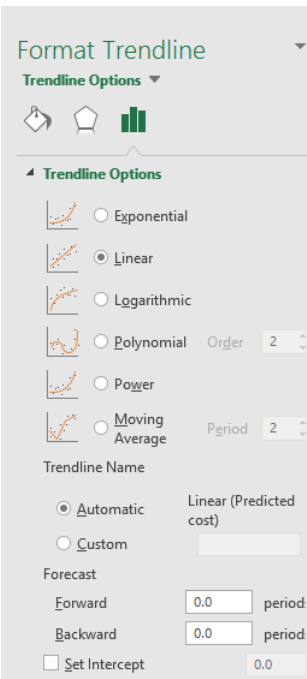 Format Trendline
Trendline Options
Trendline Options
Exponential
Linear
Logarithmic
Polynomial Order 2
Power
Moving Period 2
Average
Trendline Name
Automatic Linear (Predicted
cost)
Custom
Forecast
Forward 0.0 period
Backward 0.0 period
Set Intercept 0.0